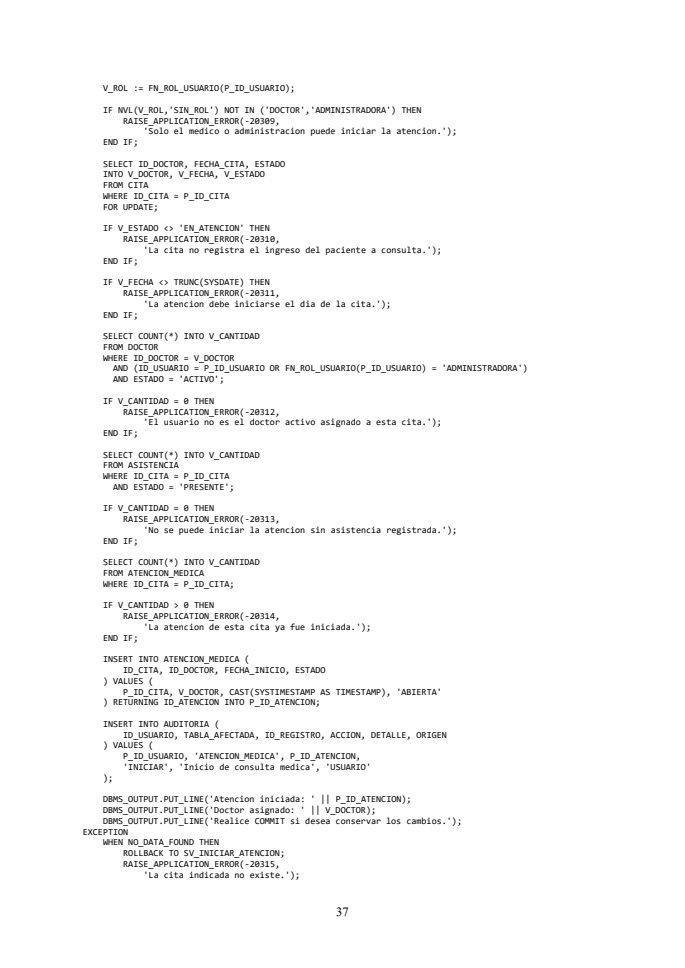 V_ROL := FN_ROL_USUARIO(P_ID_USUARIO);
IF NVL(V_ROL,'SIN_ROL') NOT IN ('DOCTOR','ADMINISTRADORA') THEN
RAISE_APPLICATION_ERROR(-20309,
'Solo el medico o administracion puede iniciar la atencion.');
END IF;
SELECT ID_DOCTOR, FECHA_CITA, ESTADO
INTO V_DOCTOR, V_FECHA, V_ESTADO
FROM CITA
WHERE ID_CITA = P_ID_CITA
FOR UPDATE;
IF V_ESTADO <> 'EN_ATENCION' THEN
RAISE_APPLICATION_ERROR(-20310,
'La cita no registra el ingreso del paciente a consulta.');
END IF;
IF V_FECHA <> TRUNC(SYSDATE) THEN
RAISE_APPLICATION_ERROR(-20311,
'La atencion debe iniciarse el dia de la cita.');
END IF;
SELECT COUNT(*) INTO V_CANTIDAD
FROM DOCTOR
WHERE ID_DOCTOR = V_DOCTOR
AND (ID_USUARIO = P_ID_USUARIO OR FN_ROL_USUARIO(P_ID_USUARIO) = 'ADMINISTRADORA')
AND ESTADO = 'ACTIVO';
IF V_CANTIDAD = 0 THEN
RAISE_APPLICATION_ERROR(-20312,
'El usuario no es el doctor activo asignado a esta cita.');
END IF;
SELECT COUNT(*) INTO V_CANTIDAD
FROM ASISTENCIA
WHERE ID_CITA = P_ID_CITA
AND ESTADO = 'PRESENTE';
IF V_CANTIDAD = 0 THEN
RAISE_APPLICATION_ERROR(-20313,
'No se puede iniciar la atencion sin asistencia registrada.');
END IF;
SELECT COUNT(*) INTO V_CANTIDAD
FROM ATENCION_MEDICA
WHERE ID_CITA = P_ID_CITA;
IF V_CANTIDAD > 0 THEN
RAISE_APPLICATION_ERROR(-20314,
'La atencion de esta cita ya fue iniciada.');
END IF;
INSERT INTO ATENCION_MEDICA (
ID_CITA, ID_DOCTOR, FECHA_INICIO, ESTADO
) VALUES (
P_ID_CITA, V_DOCTOR, CAST(SYSTIMESTAMP AS TIMESTAMP), 'ABIERTA'
) RETURNING ID_ATENCION INTO P_ID_ATENCION;
INSERT INTO AUDITORIA (
ID_USUARIO, TABLA_AFECTADA, ID_REGISTRO, ACCION, DETALLE, ORIGEN
) VALUES (
P_ID_USUARIO, 'ATENCION_MEDICA', P_ID_ATENCION,
'INICIAR', 'Inicio de consulta medica', 'USUARIO'
);
DBMS_OUTPUT.PUT_LINE('Atencion iniciada: ' || P_ID_ATENCION);
DBMS_OUTPUT.PUT_LINE('Doctor asignado: ' || V_DOCTOR);
DBMS_OUTPUT.PUT_LINE('Realice COMMIT si desea conservar los cambios.');
EXCEPTION
WHEN NO_DATA_FOUND THEN
ROLLBACK TO SV_INICIAR_ATENCION;
RAISE_APPLICATION_ERROR(-20315,
'La cita indicada no existe.');
37